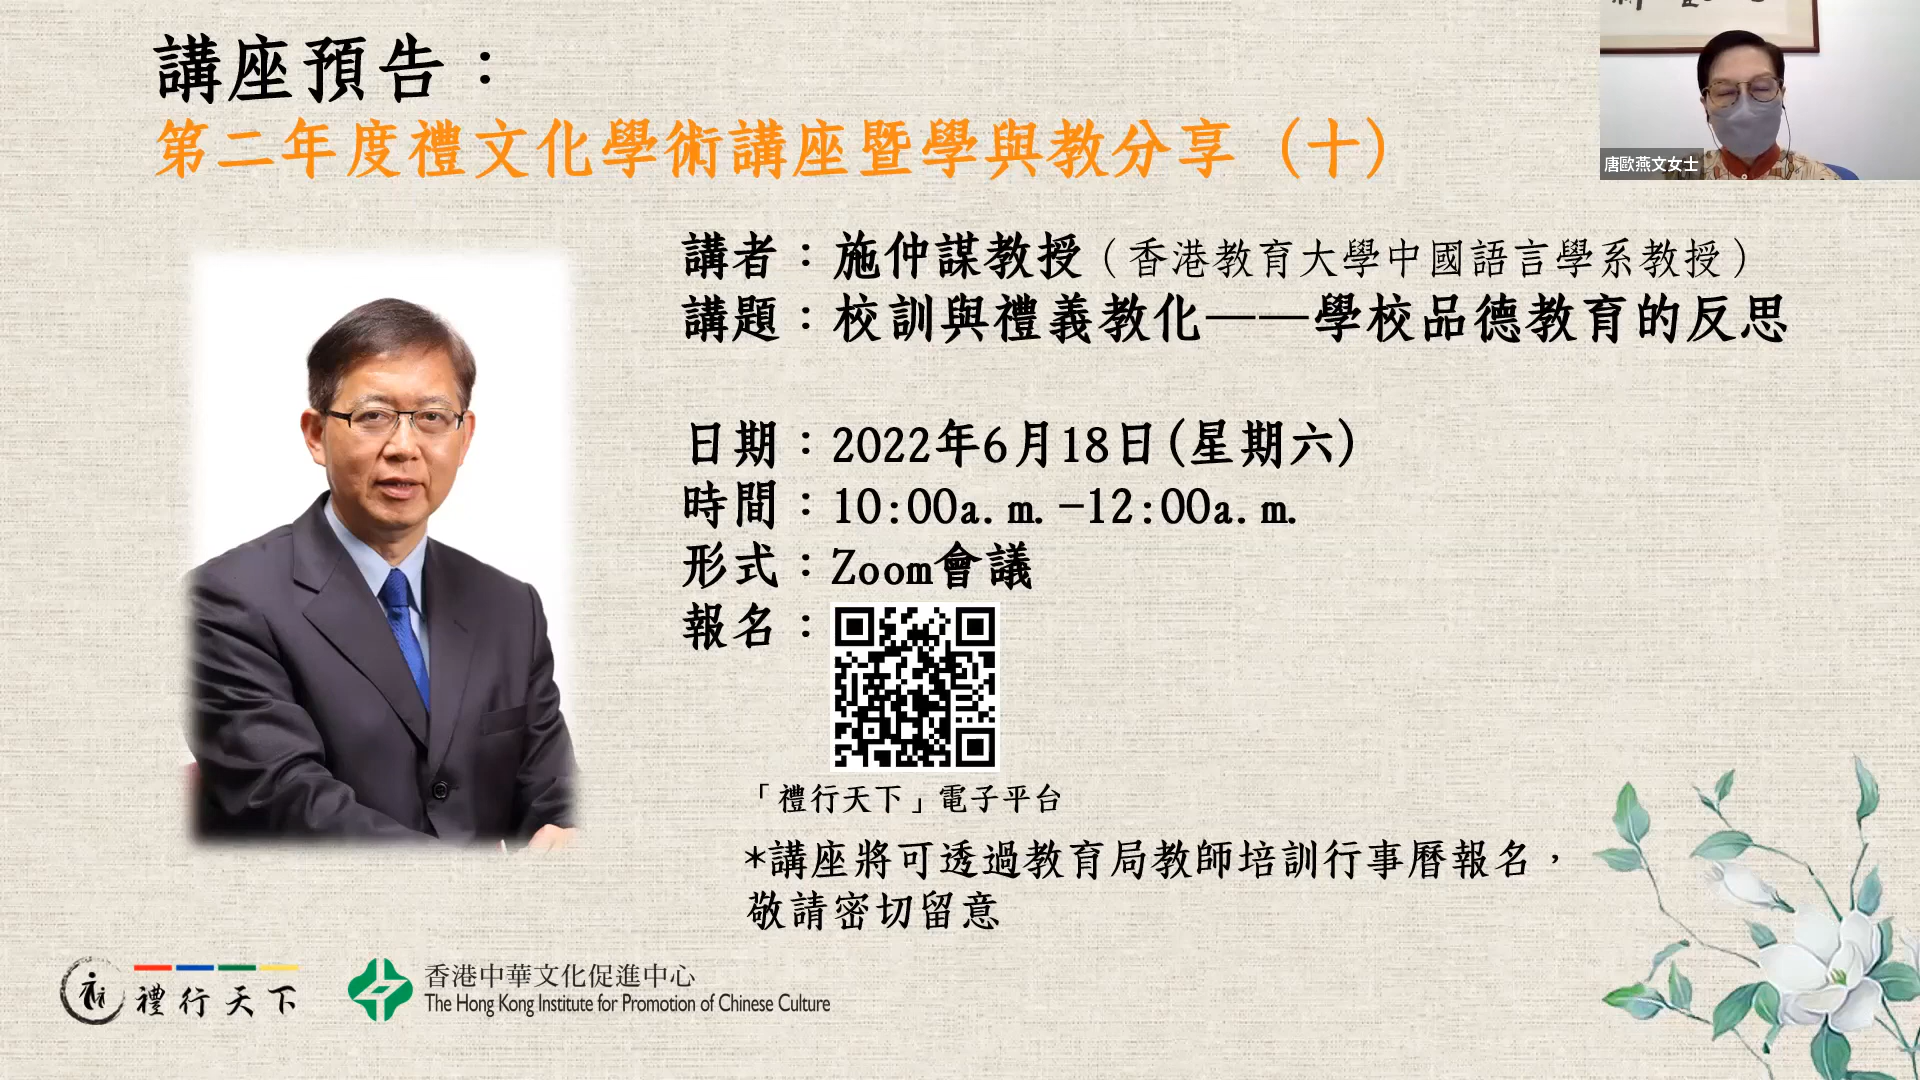 講座預告：
第二年度禮文化學術講座暨學與教分享（十）
唐歐燕文女士
講者：施仲謀教授（香港教育大學中國語言學系教授）
講題：校訓與禮義教化——學校品德教育的反思
日期：2022年6月18日(星期六)
時間：10:00a.m.-12:00a.m.
形式：Zoom會議
報名：
「禮行天下」電子平台
*講座將可透過教育局教師培訓行事曆報名，
敬請密切留意
禮行天下
香港中華文化促進中心
The Hong Kong Institute for Promotion of Chinese Culture